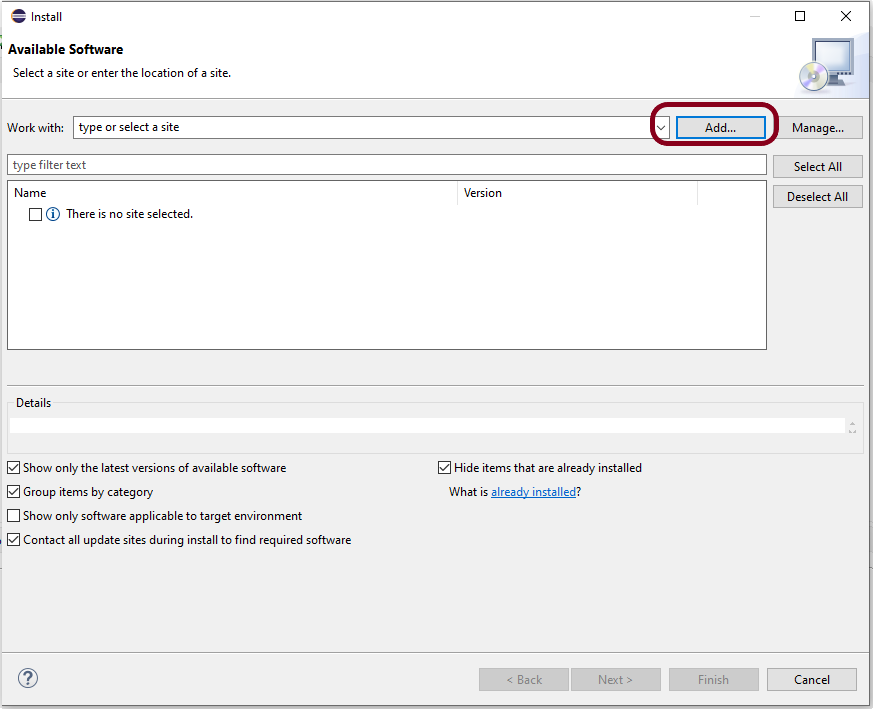 Install
Available Software
Select a site or enter the location of a site.
Work with: type or select a site Add... Manage...
type filter text Select All
Name Version Deselect All
There is no site selected.
Details
Show only the latest versions of available software Hide items that are already installed
Group items by category What is already installed?
Show only software applicable to target environment
Contact all update sites during install to find required software
? < Back Next > Finish Cancel